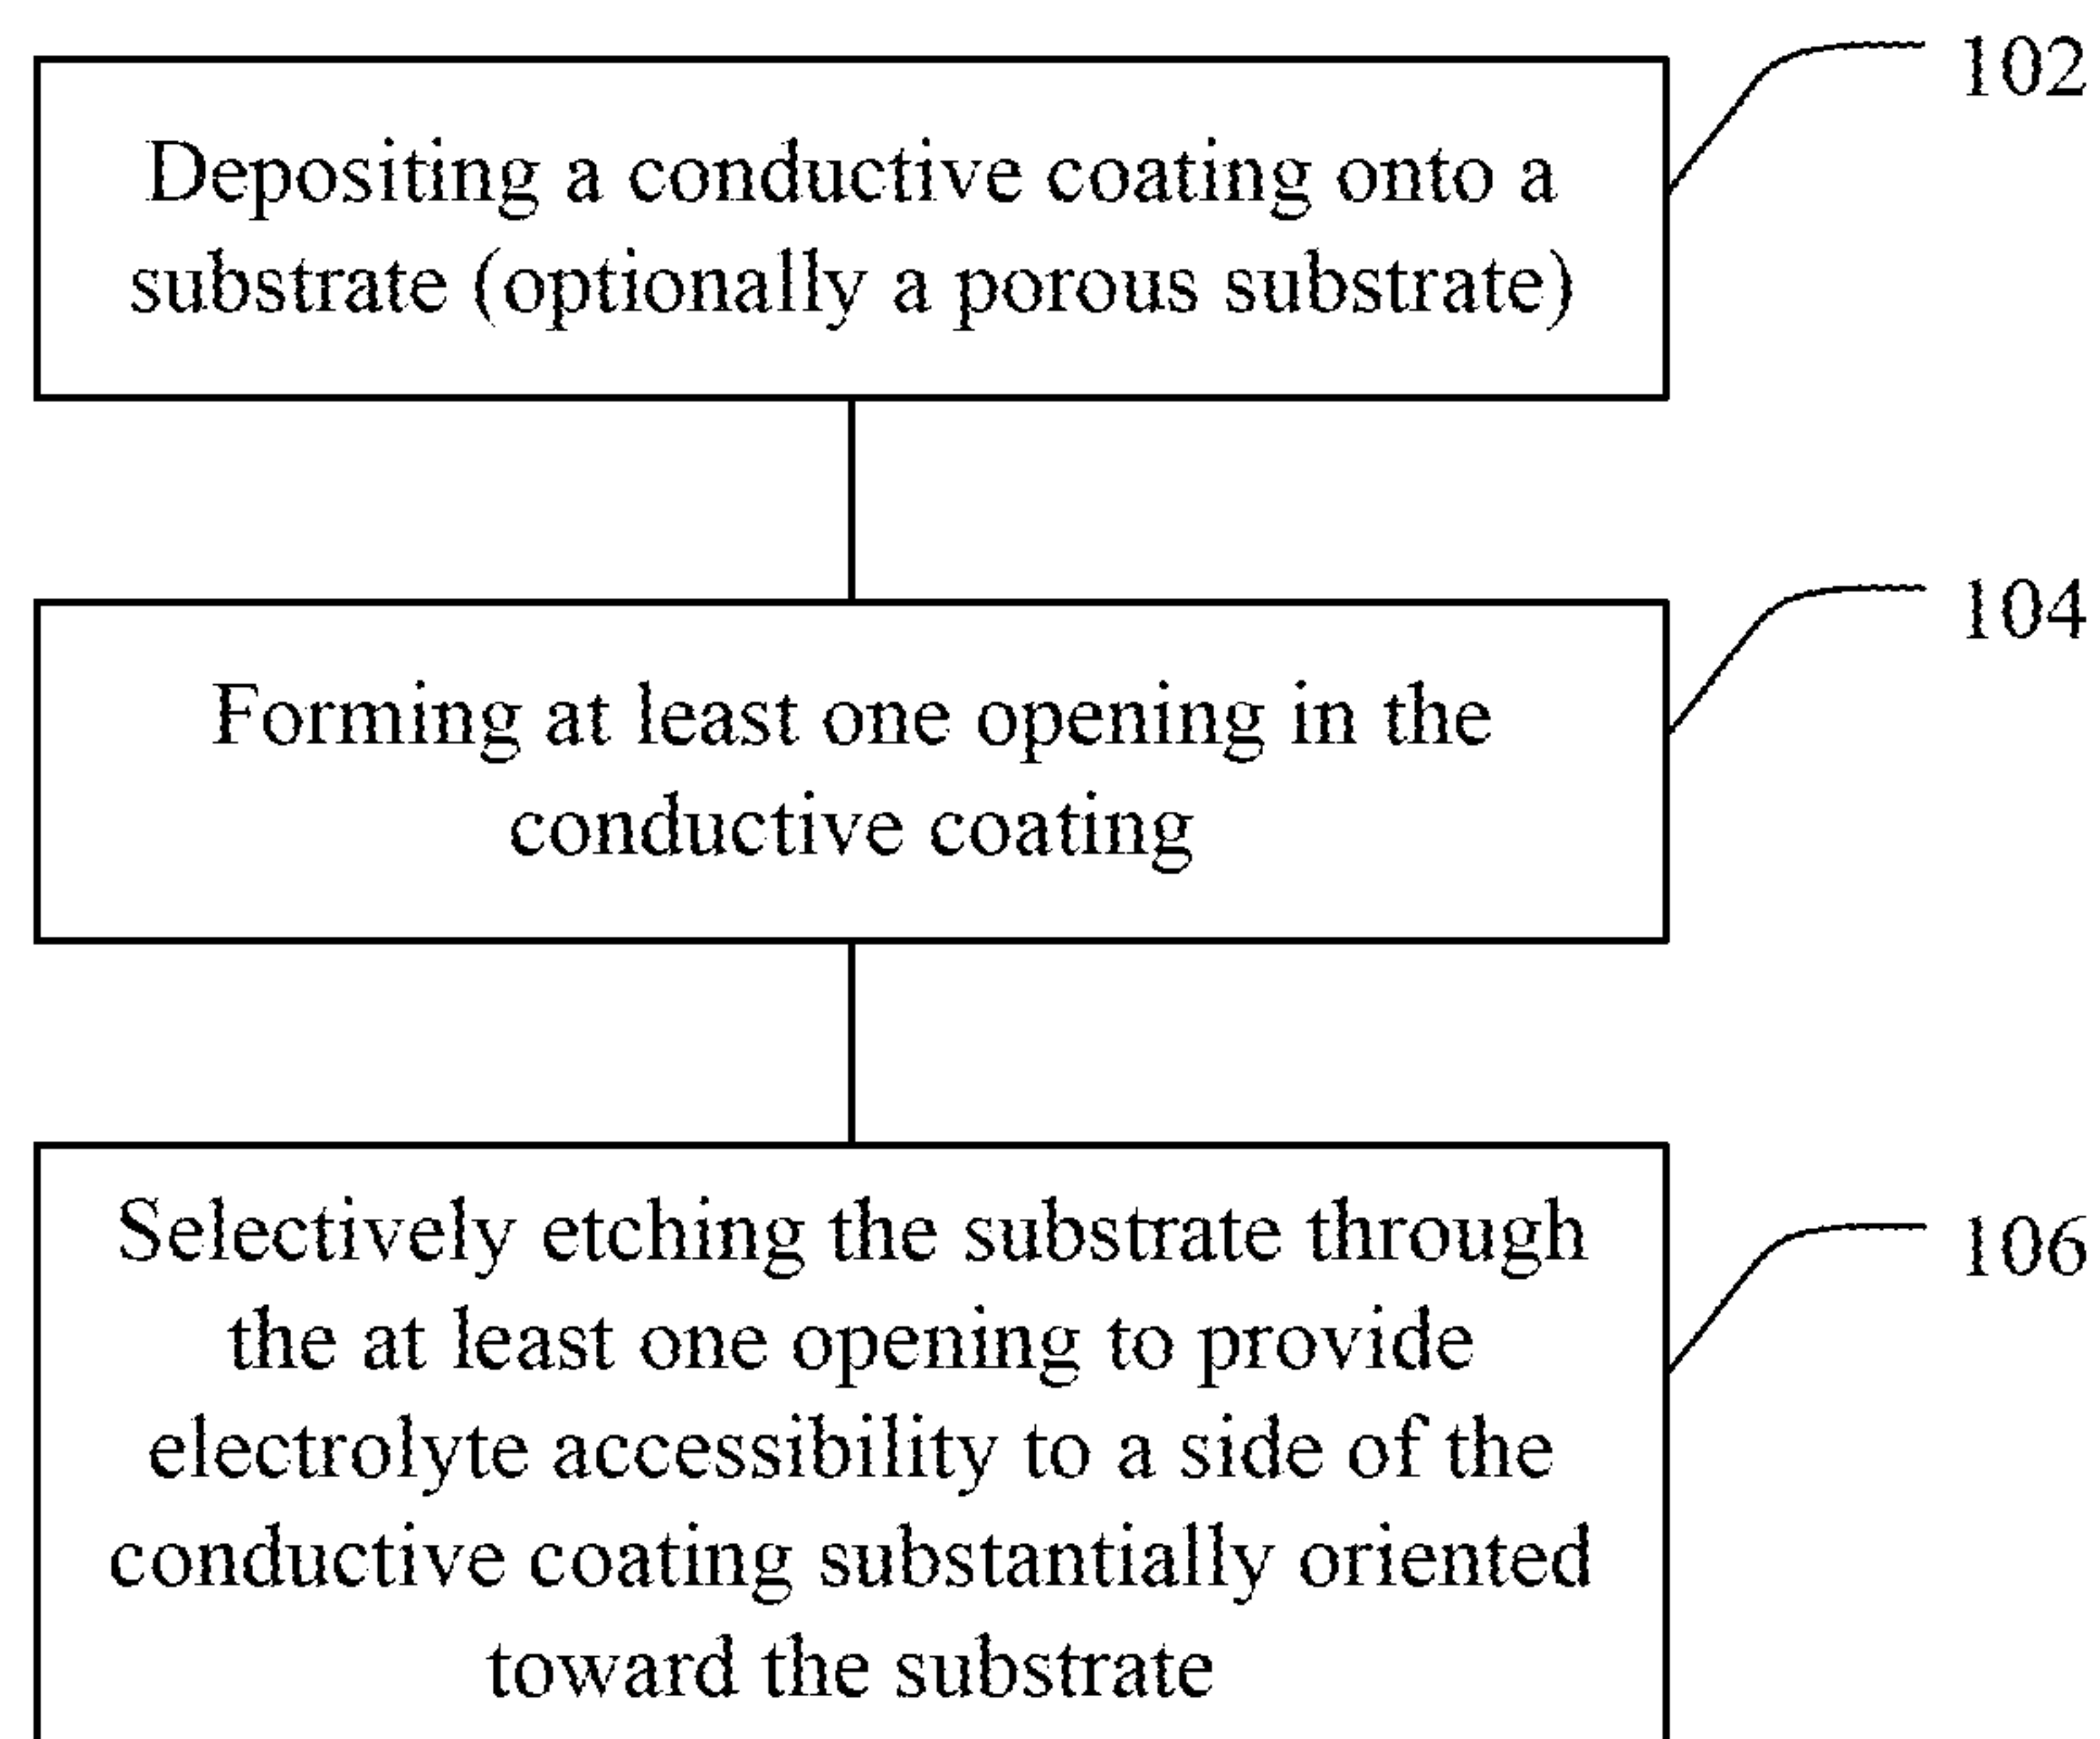 102
Depositing a conductive coating onto a
substrate (optionally a porous substrate)
104
Forming at least one opening in the
conductive coating
106
Selectively etching the substrate through
the at least one opening to provide
electrolyte accessibility to a side of the
conductive coating substantially oriented
toward the substrate